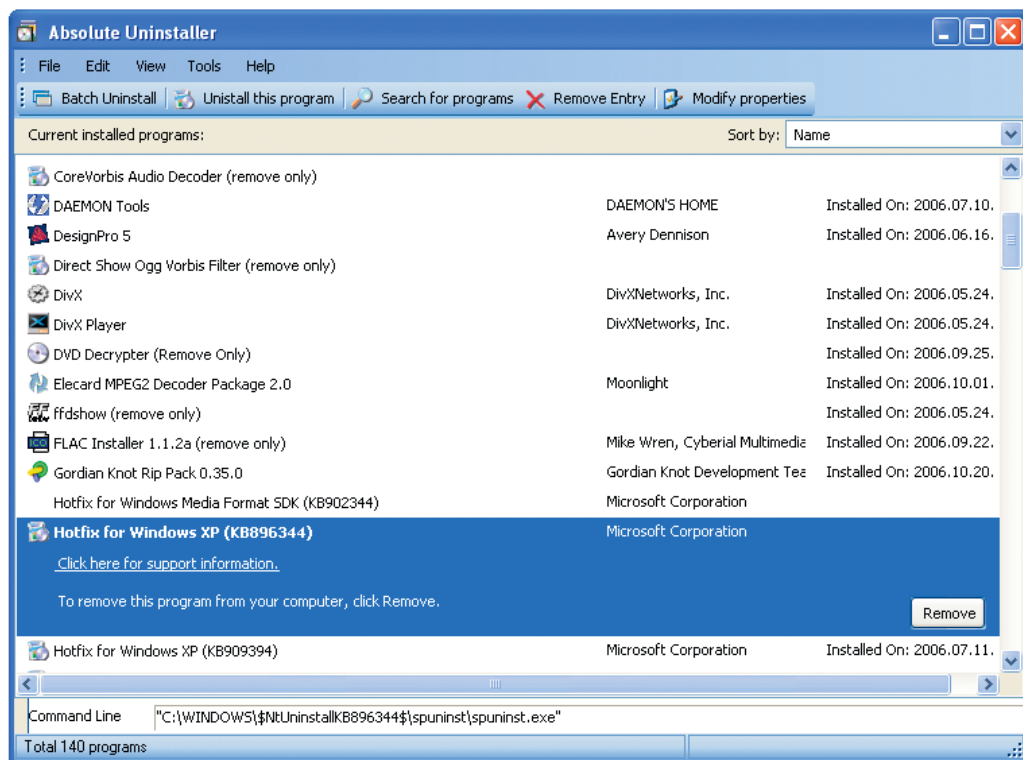 Absolute Uninstaller
File Edit View Tools Help
Batch Uninstall Unistall this program Search for programs Remove Entry Modify properties
Current installed programs: Sort by: Name
CoreVorbis Audio Decoder (remove only)
DAEMON Tools DAEMON'S HOME Installed On: 2006.07.10.
DesignPro 5 Avery Dennison Installed On: 2006.06.16.
Direct Show Ogg Vorbis Filter (remove only)
DivX DivXNetworks, Inc. Installed On: 2006.05.24.
DivX Player DivXNetworks, Inc. Installed On: 2006.05.24.
DVD Decrypter (Remove Only) Installed On: 2006.09.25.
Elecard MPEG2 Decoder Package 2.0 Moonlight Installed On: 2006.10.01.
ffdshow (remove only) Installed On: 2006.05.24.
FLAC Installer 1.1.2a (remove only) Mike Wren, Cyberial Multimedia Installed On: 2006.09.22.
Gordian Knot Rip Pack 0.35.0 Gordian Knot Development Tea Installed On: 2006.10.20.
Hotfix for Windows Media Format SDK (KB902344) Microsoft Corporation
Hotfix for Windows XP (KB896344) Microsoft Corporation
Click here for support information.
To remove this program from your computer, click Remove.
Remove
Hotfix for Windows XP (KB909394) Microsoft Corporation Installed On: 2006.07.11.
Command Line "C:\WINDOWS\$NtUninstallKB896344$\spuninst\spuninst.exe"
Total 140 programs